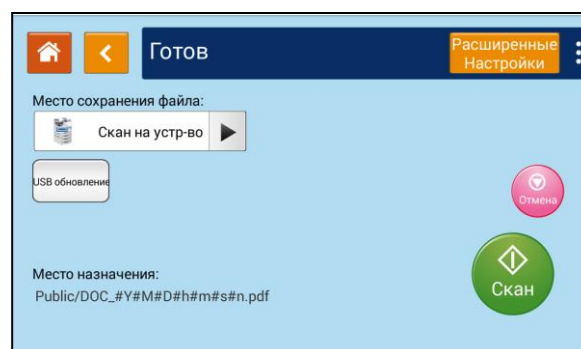 Готов
Расширенные
Настройки
Место сохранения файла:
Скан на устр-во
USB обновление
Отмена
Скан
Место назначения:
Public/DOC_#Y#M#D#h#m#s#n.pdf